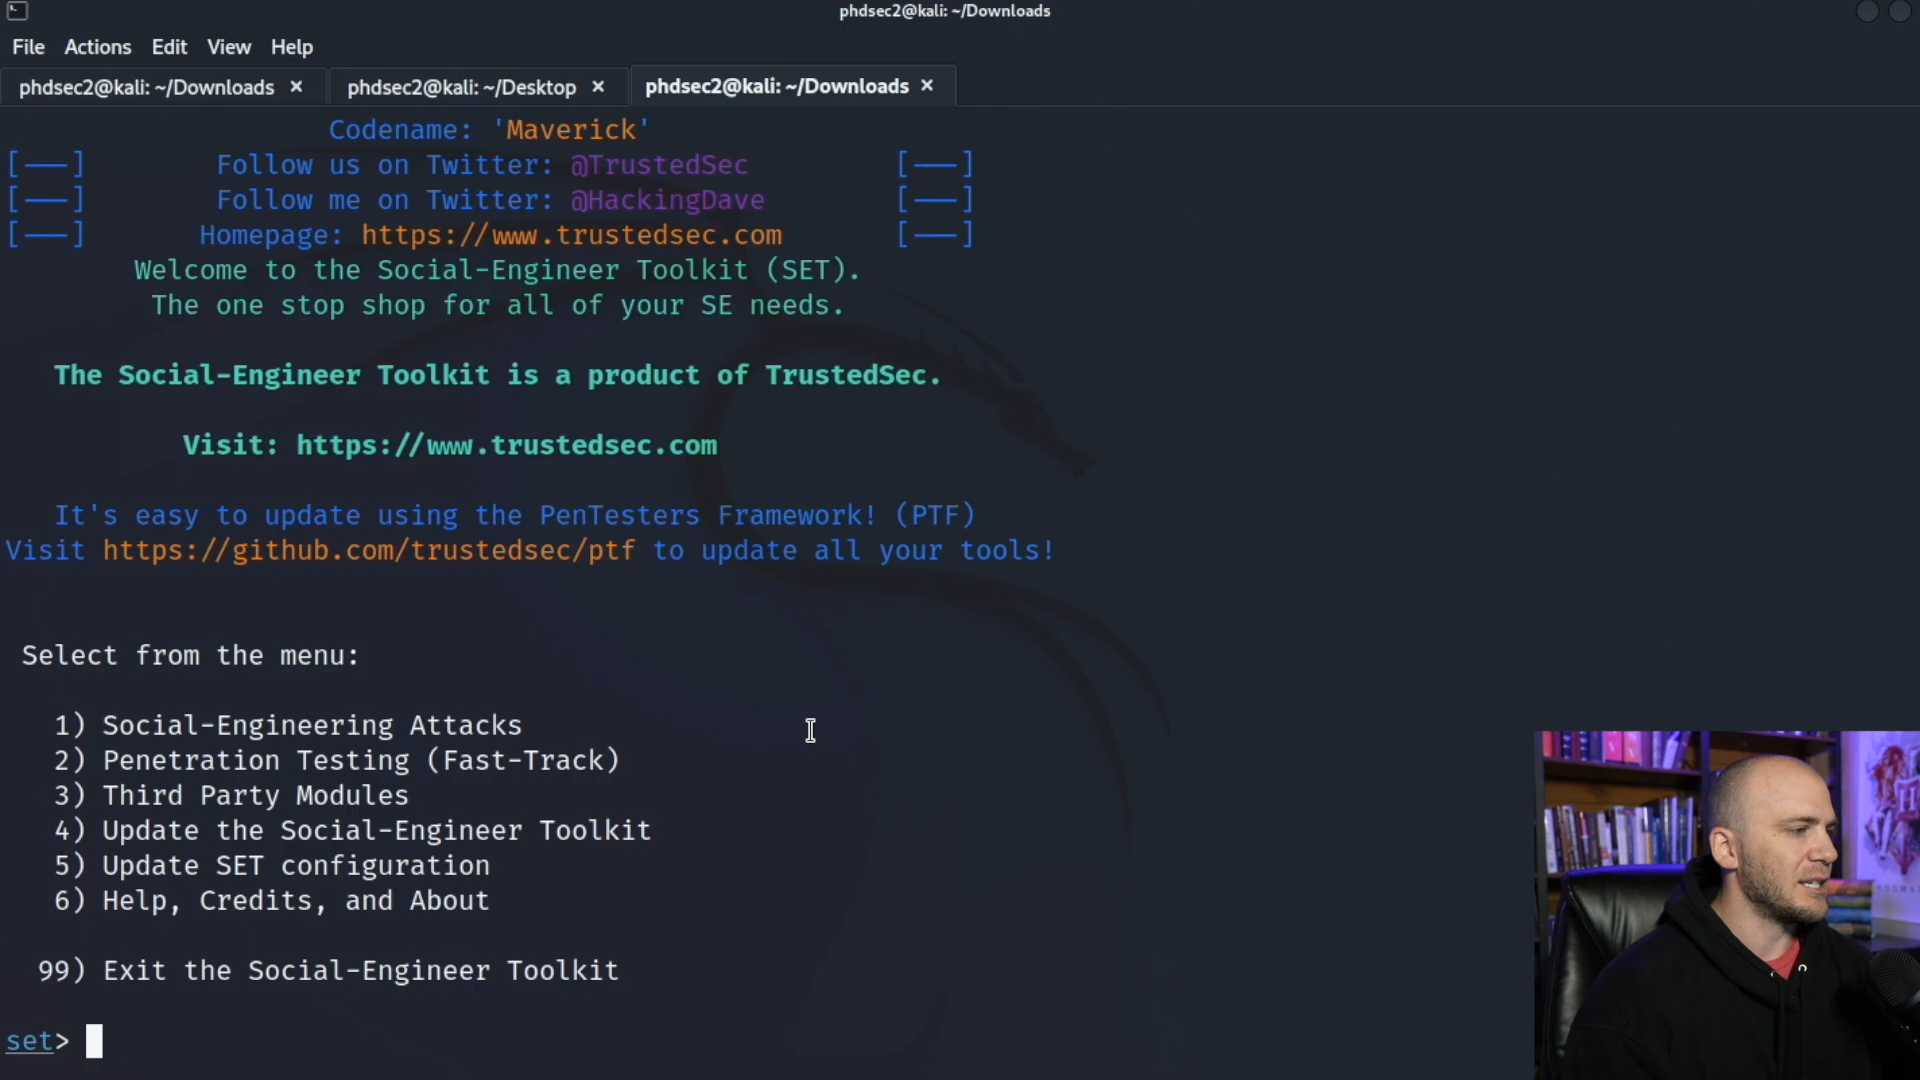 phdsec2@kali: ~/Downloads
File Actions Edit View Help
phdsec2@kali: ~/Downloads × phdsec2@kali: ~/Desktop × phdsec2@kali: ~/Downloads ×
Codename: 'Maverick'
[---] Follow us on Twitter: @TrustedSec [---]
[---] Follow me on Twitter: @HackingDave [---]
[---] Homepage: https://www.trustedsec.com [---]
Welcome to the Social-Engineer Toolkit (SET).
The one stop shop for all of your SE needs.
The Social-Engineer Toolkit is a product of TrustedSec.
Visit: https://www.trustedsec.com
It's easy to update using the PenTesters Framework! (PTF)
Visit https://github.com/trustedsec/ptf to update all your tools!
Select from the menu:
1) Social-Engineering Attacks
2) Penetration Testing (Fast-Track)
3) Third Party Modules
4) Update the Social-Engineer Toolkit
5) Update SET configuration
6) Help, Credits, and About
99) Exit the Social-Engineer Toolkit
set>